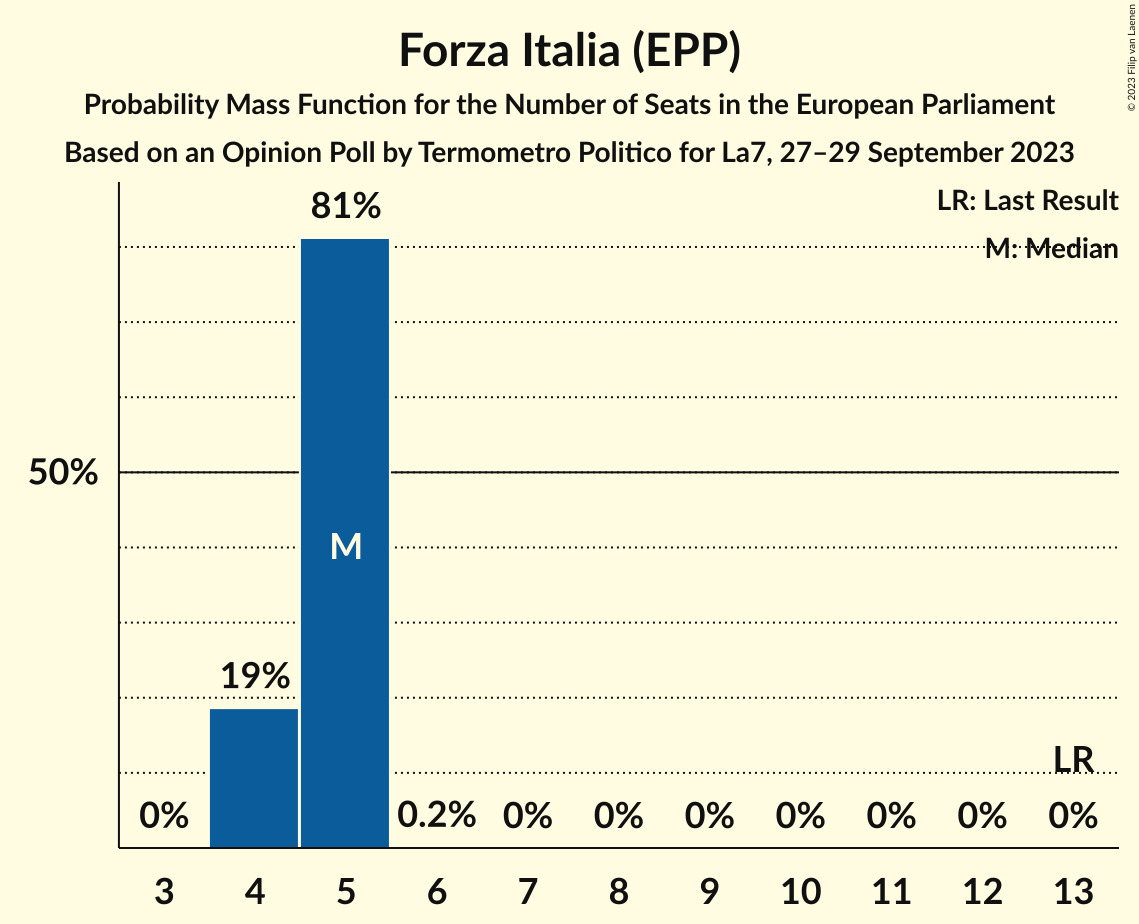 Forza Italia (EPP)
Probability Mass Function for the Number of Seats in the European Parliament
Based on an Opinion Poll by Termometro Politico for La7, 27–29 September 2023
© 2023 Filip van Laenen
LR: Last Result
M: Median
81%
50%
M
19%
LR
0%
0.2%
0%
0%
0%
0%
0%
0%
0%
3
4
5
6
7
8
9
10
11
12
13